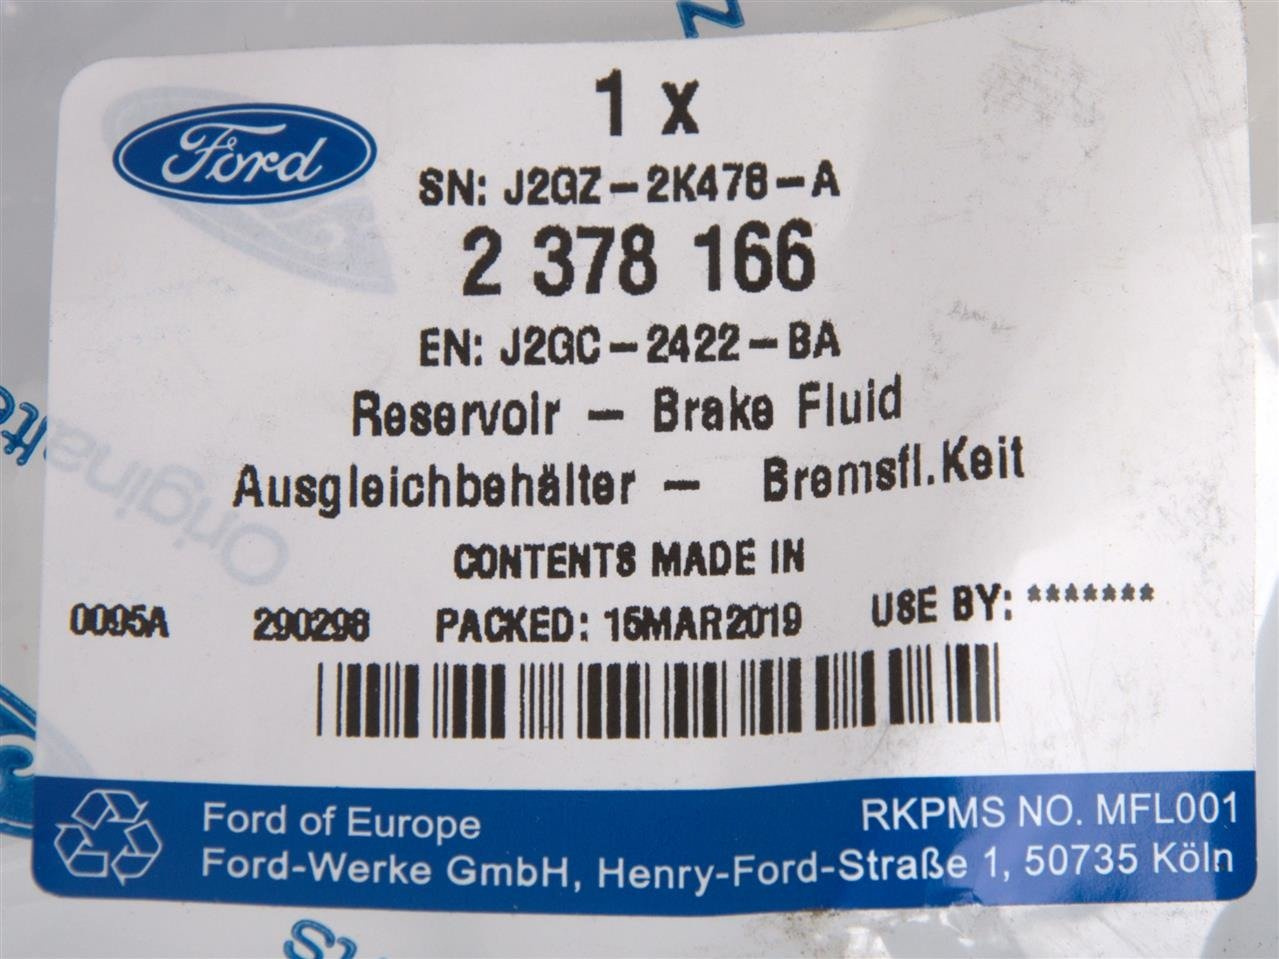 Ford
1 x
SN: J2GZ-2K478-A
2 378 166
EN: J2GC-2422-BA
Reservoir - Brake Fluid
Ausgleichbehälter - Bremsfl.Keit
CONTENTS MADE IN
0095A 290298 PACKED: 15MAR2019 USE BY: *******
Ford of Europe
Ford-Werke GmbH, Henry-Ford-Straße 1, 50735 Köln
RKPMS NO. MFL001
Original